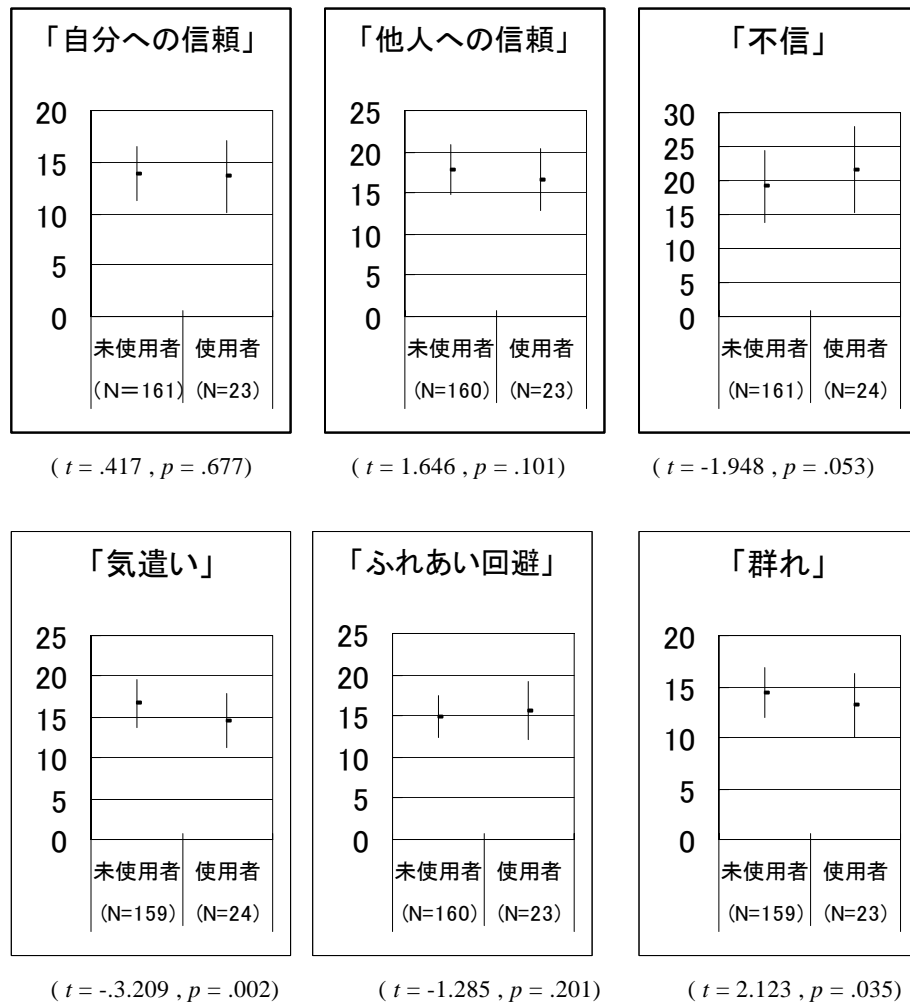 「自分への信頼」
20
15
10
5
0
未使用者 使用者
(N=161) (N=23)
( t = .417 , p = .677)
「他人への信頼」
25
20
15
10
5
0
未使用者 使用者
(N=160) (N=23)
( t = 1.646 , p = .101)
「不信」
30
25
20
15
10
5
0
未使用者 使用者
(N=161) (N=24)
( t = -1.948 , p = .053)
「気遣い」
25
20
15
10
5
0
未使用者 使用者
(N=159) (N=24)
( t = -.3.209 , p = .002)
「ふれあい回避」
25
20
15
10
5
0
未使用者 使用者
(N=160) (N=23)
( t = -1.285 , p = .201)
「群れ」
20
15
10
5
0
未使用者 使用者
(N=159) (N=23)
( t = 2.123 , p = .035)